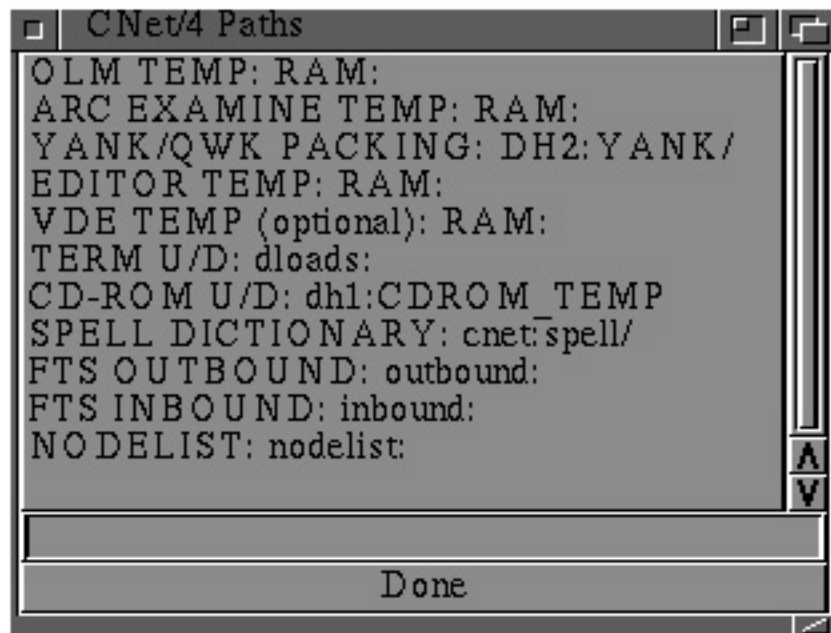 CNet/4 Paths
OLM TEMP: RAM:
ARC EXAMINE TEMP: RAM:
YANK/QWK PACKING: DH2:YANK/
EDITOR TEMP: RAM:
VDE TEMP (optional): RAM:
TERM U/D: dloads:
CD-ROM U/D: dh1:CDROM_TEMP
SPELL DICTIONARY: cnet:spell/
FTS OUTBOUND: outbound:
FTS INBOUND: inbound:
NODELIST: nodelist:
Done